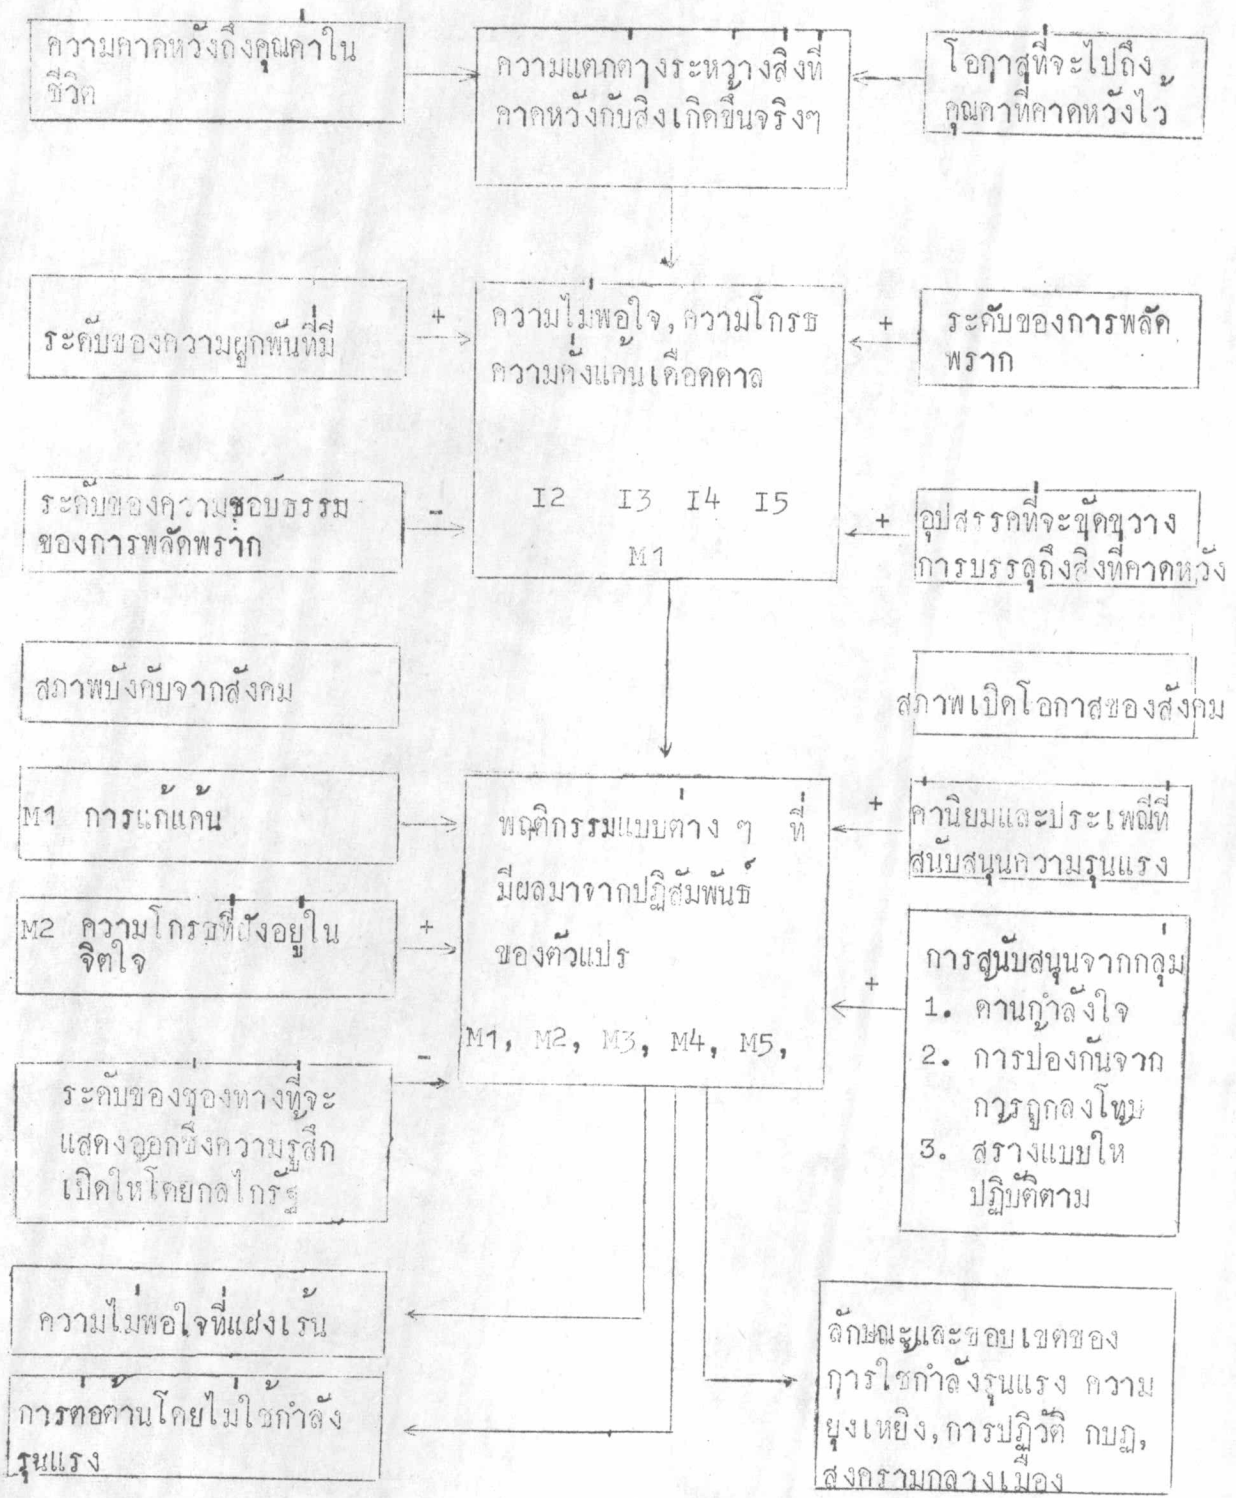 ความคาดหวังถึงคุณค่าใน
ชีวิต
ความแตกต่างระหว่างสิ่งที่
คาดหวังกับสิ่งเกิดขึ้นจริงๆ
โอกาสที่จะไปถึง
คุณค่าที่คาดหวังไว้
ระดับของความผูกพันที่มี
+
ความไม่พอใจ, ความโกรธ
ความคั่งแค้นเดือดดาล
I2 I3 I4 I5
M1
+
ระดับของการพลัด
พราก
ระดับของความชอบธรรม
ของการพลัดพราก
-
+
อุปสรรคที่จะขัดขวาง
การบรรลุถึงสิ่งที่คาดหวัง
สภาพบังคับจากสังคม
สภาพเปิดโอกาสของสังคม
M1 การแก้แค้น
พฤติกรรมแบบต่าง ๆ ที่
มีผลมาจากปฏิสัมพันธ์
ของตัวแปร
M1, M2, M3, M4, M5,
+
ค่านิยมและประเพณีที่
สนับสนุนความรุนแรง
M2 ความโกรธที่ฝังอยู่ใน
จิตใจ
+
+
การสนับสนุนจากกลุ่ม
1. ด้านกำลังใจ
2. การป้องกันจาก
การถูกลงโทษ
3. สร้างแบบให้
ปฏิบัติตาม
-
ระดับของช่องทางที่จะ
แสดงออกซึ่งความรู้สึก
เปิดให้โดยกลไกรัฐ
ความไม่พอใจที่แฝงเร้น
การต่อต้านโดยไม่ใช้กำลัง
รุนแรง
ลักษณะและขอบเขตของ
การใช้กำลังรุนแรง ความ
ยุ่งเหยิง, การปฏิวัติ กบฏ,
สงครามกลางเมือง